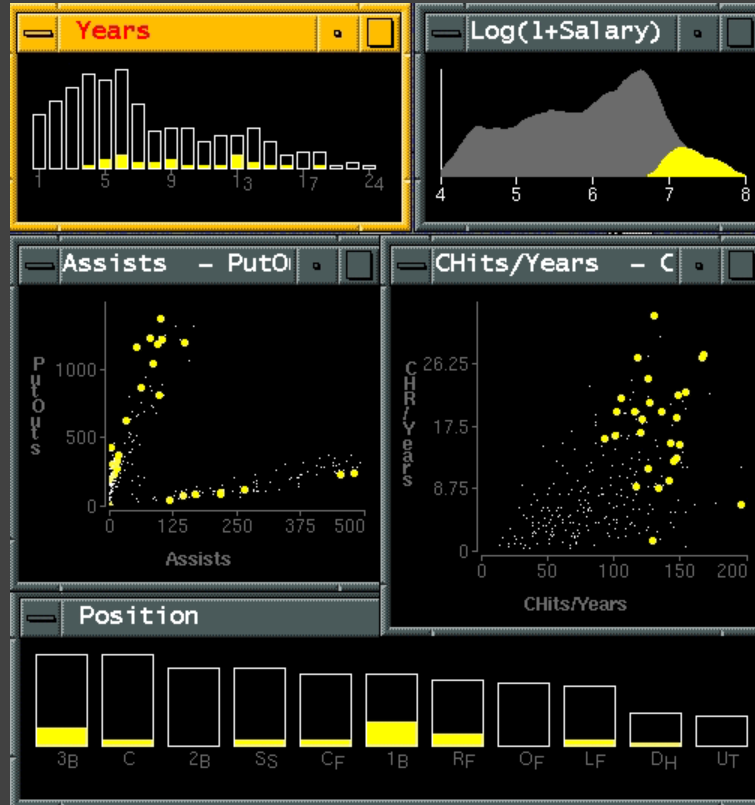 Years
Log(1+Salary)
1 5 9 13 17 24
4 5 6 7 8
Assists - PutO
CHits/Years - C
PutOuts
1000
500
0
0 125 250 375 500
Assists
CHR/Years
26.25
17.5
8.75
0
0 50 100 150 200
CHits/Years
Position
3B C 2B SS CF 1B RF OF LF DH UT